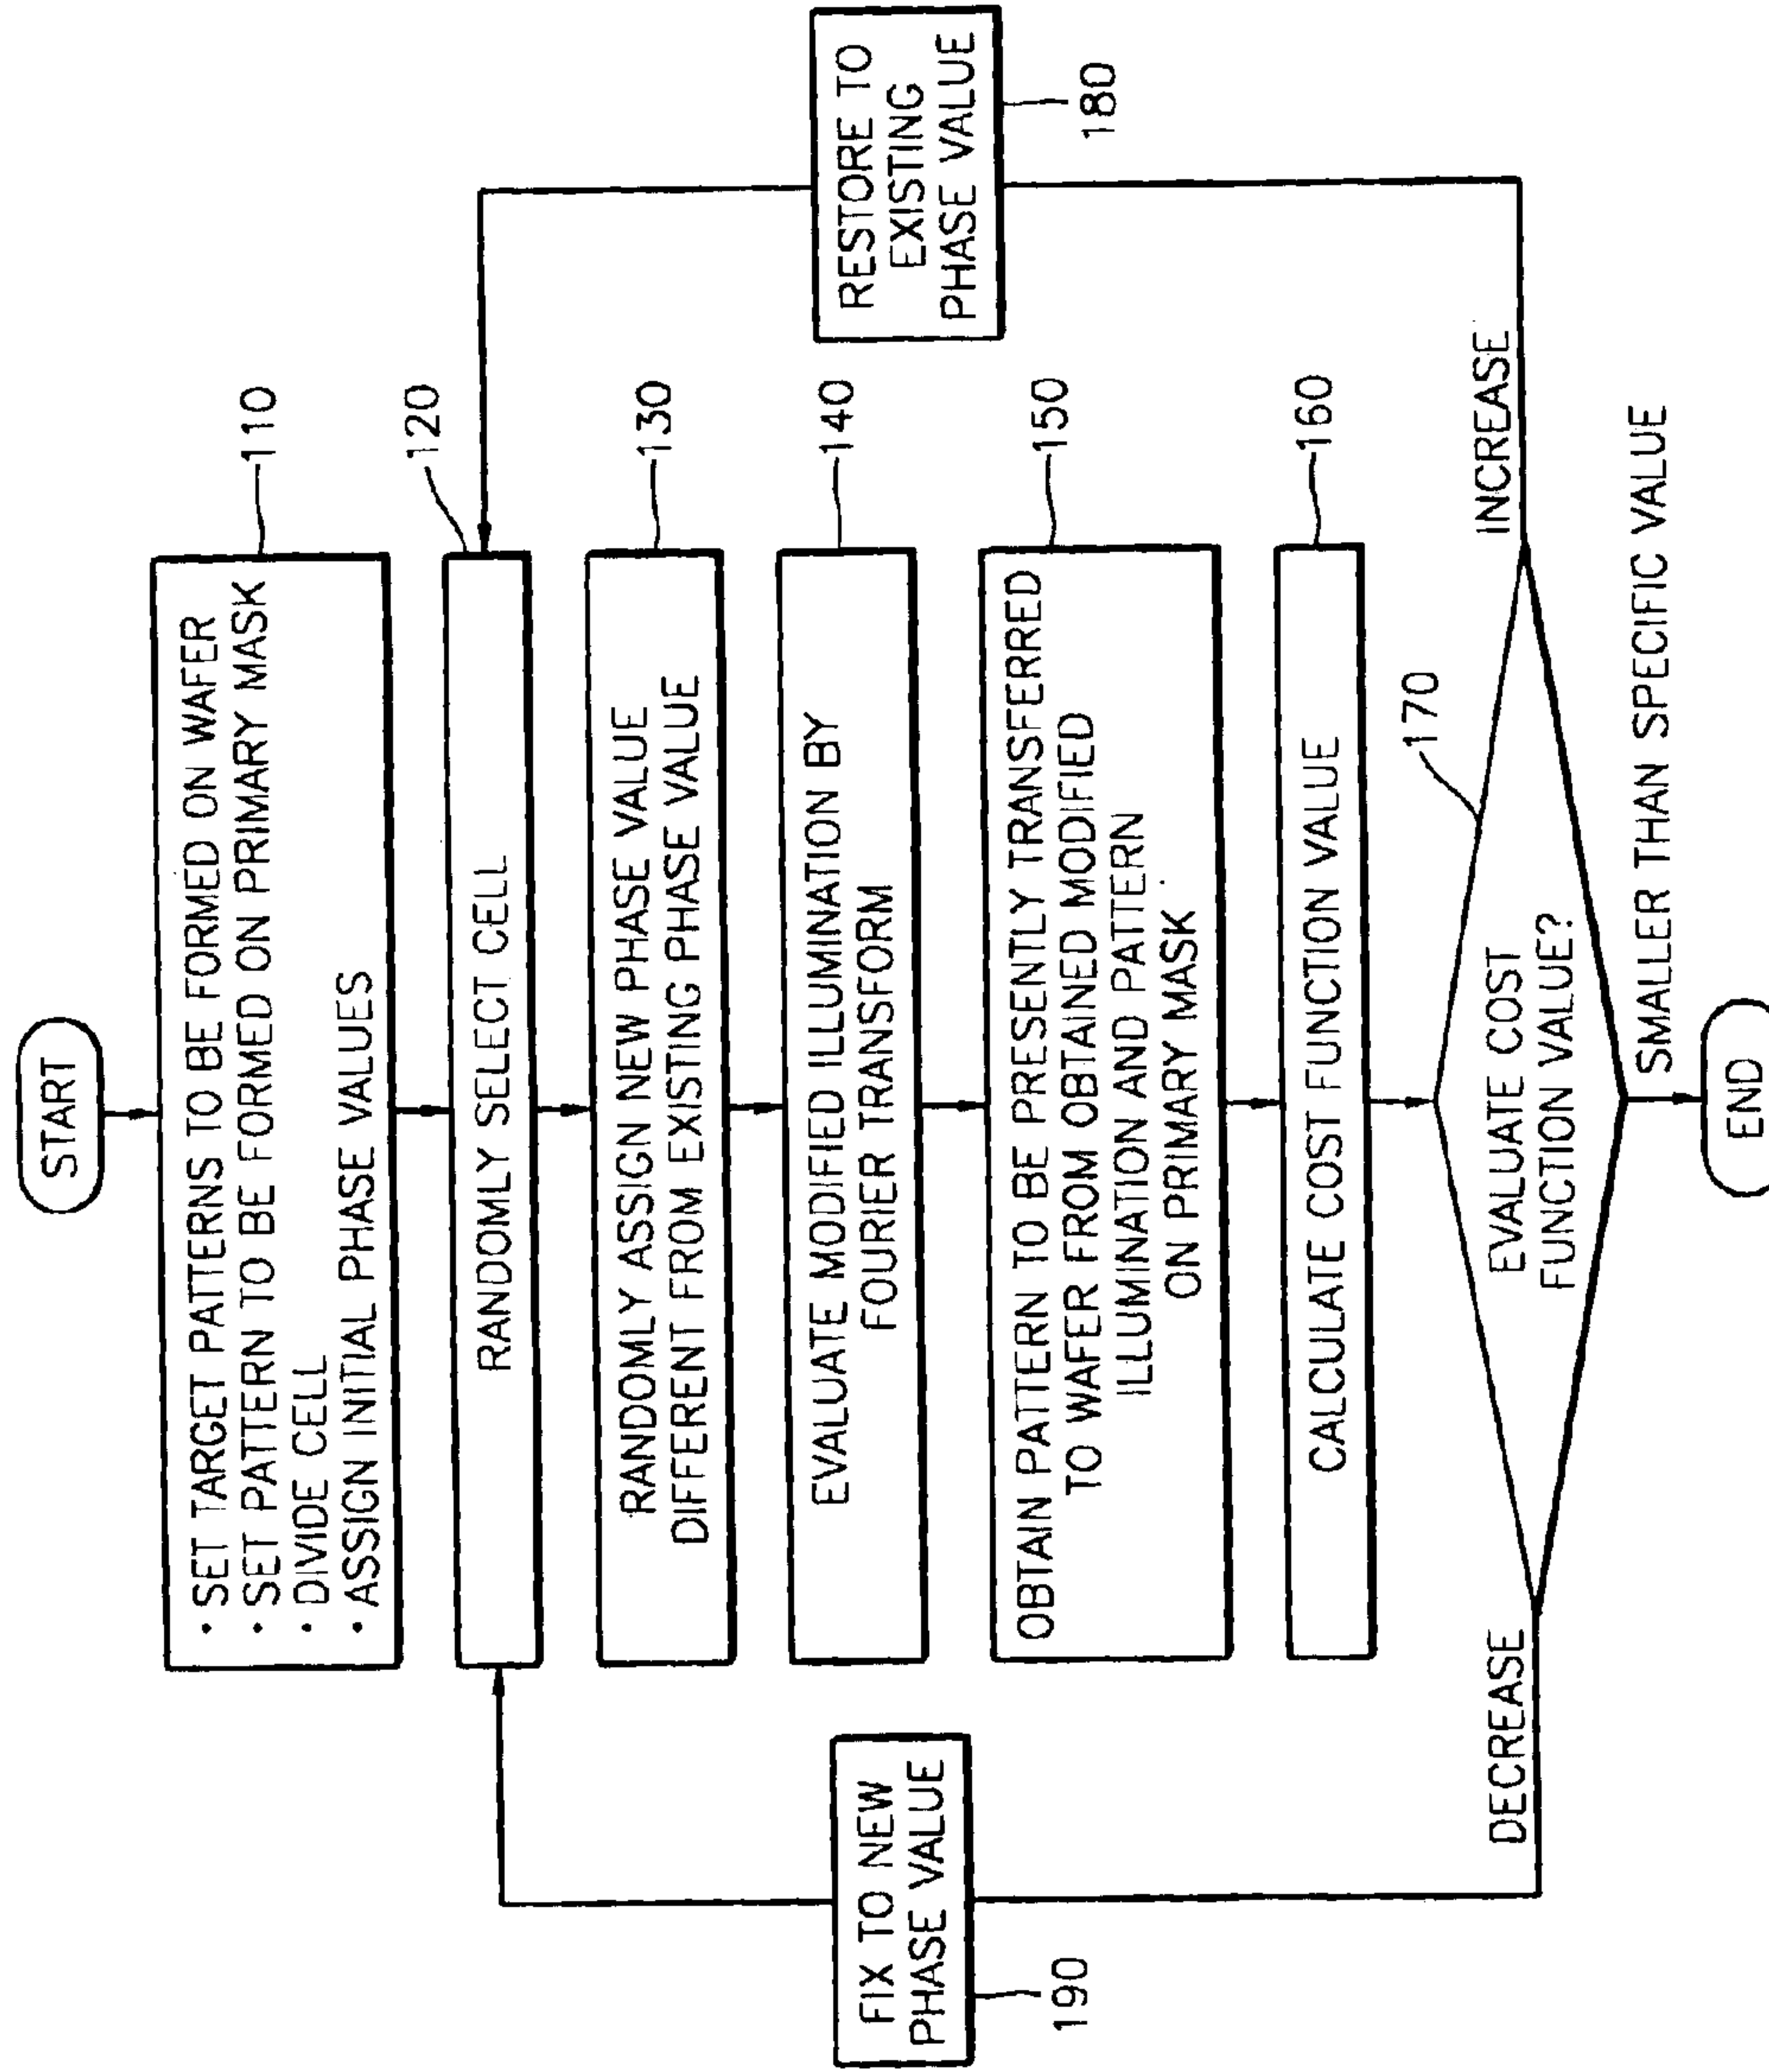 START
· SET TARGET PATTERNS TO BE FORMED ON WAFER
· SET PATTERN TO BE FORMED ON PRIMARY MASK
· DIVIDE CELL
· ASSIGN INITIAL PHASE VALUES
110
RANDOMLY SELECT CELL
120
RANDOMLY ASSIGN NEW PHASE VALUE
DIFFERENT FROM EXISTING PHASE VALUE
130
EVALUATE MODIFIED ILLUMINATION BY
FOURIER TRANSFORM
140
OBTAIN PATTERN TO BE PRESENTLY TRANSFERRED
TO WAFER FROM OBTAINED MODIFIED
ILLUMINATION AND PATTERN
ON PRIMARY MASK
150
CALCULATE COST FUNCTION VALUE
160
EVALUATE COST
FUNCTION VALUE?
170
INCREASE
RESTORE TO
EXISTING
PHASE VALUE
180
DECREASE
FIX TO NEW
PHASE VALUE
190
SMALLER THAN SPECIFIC VALUE
END